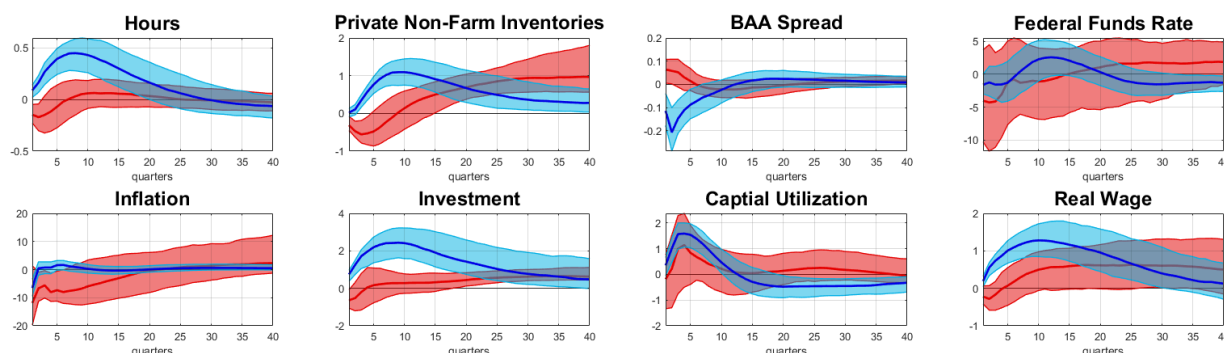 Hours
Private Non-Farm Inventories
BAA Spread
Federal Funds Rate
0.5
0
-0.5
5 10 15 20 25 30 35 40
quarters
2
1
0
-1
5 10 15 20 25 30 35 40
quarters
0.2
0.1
0
-0.1
-0.2
5 10 15 20 25 30 35 40
quarters
5
0
-5
-10
5 10 15 20 25 30 35 4
quarters
Inflation
Investment
Captial Utilization
Real Wage
20
10
0
-10
-20
5 10 15 20 25 30 35 40
quarters
4
2
0
-2
5 10 15 20 25 30 35 40
quarters
2
1
0
-1
-2
5 10 15 20 25 30 35 40
quarters
2
1
0
-1
5 10 15 20 25 30 35 4
quarters